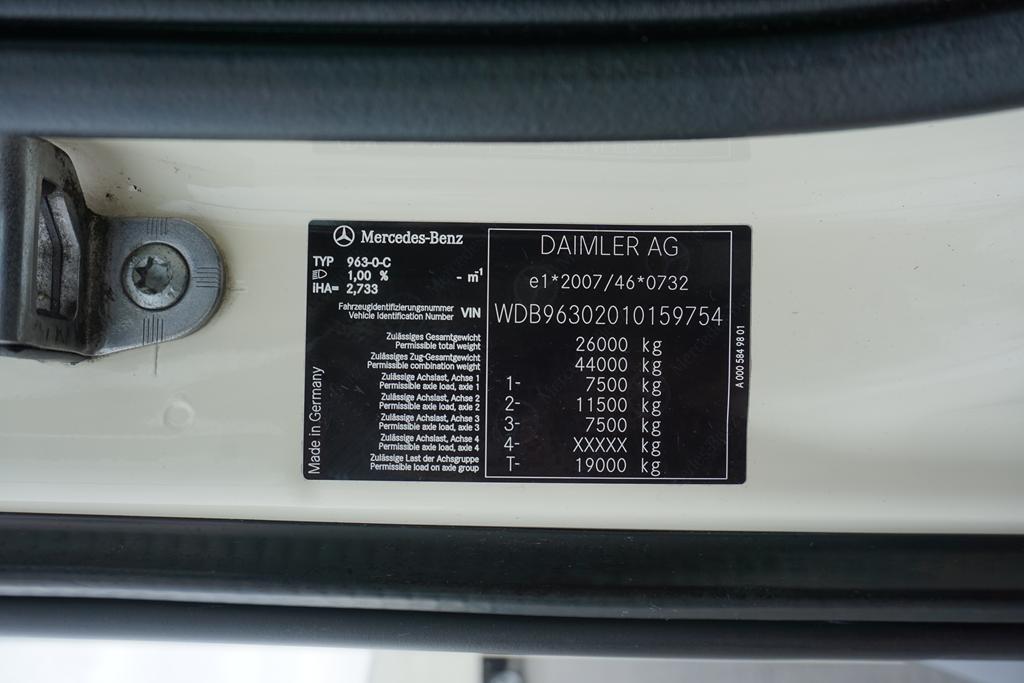 Mercedes-Benz
TYP 963-0-C
1,00 % - m-1
IHA= 2,733
Fahrzeugidentifizierungsnummer
Vehicle Identification Number VIN
Zulässiges Gesamtgewicht
Permissible total weight
Zulässiges Zug-Gesamtgewicht
Permissible combination weight
Zulässige Achslast, Achse 1
Permissible axle load, axle 1
Zulässige Achslast, Achse 2
Permissible axle load, axle 2
Zulässige Achslast, Achse 3
Permissible axle load, axle 3
Zulässige Achslast, Achse 4
Permissible axle load, axle 4
Zulässige Last der Achsgruppe
Permissible load on axle group
Made in Germany
DAIMLER AG
e1*2007/46*0732
WDB96302010159754
26000 kg
44000 kg
1- 7500 kg
2- 11500 kg
3- 7500 kg
4- XXXXX kg
T- 19000 kg
A 000 584 98 01